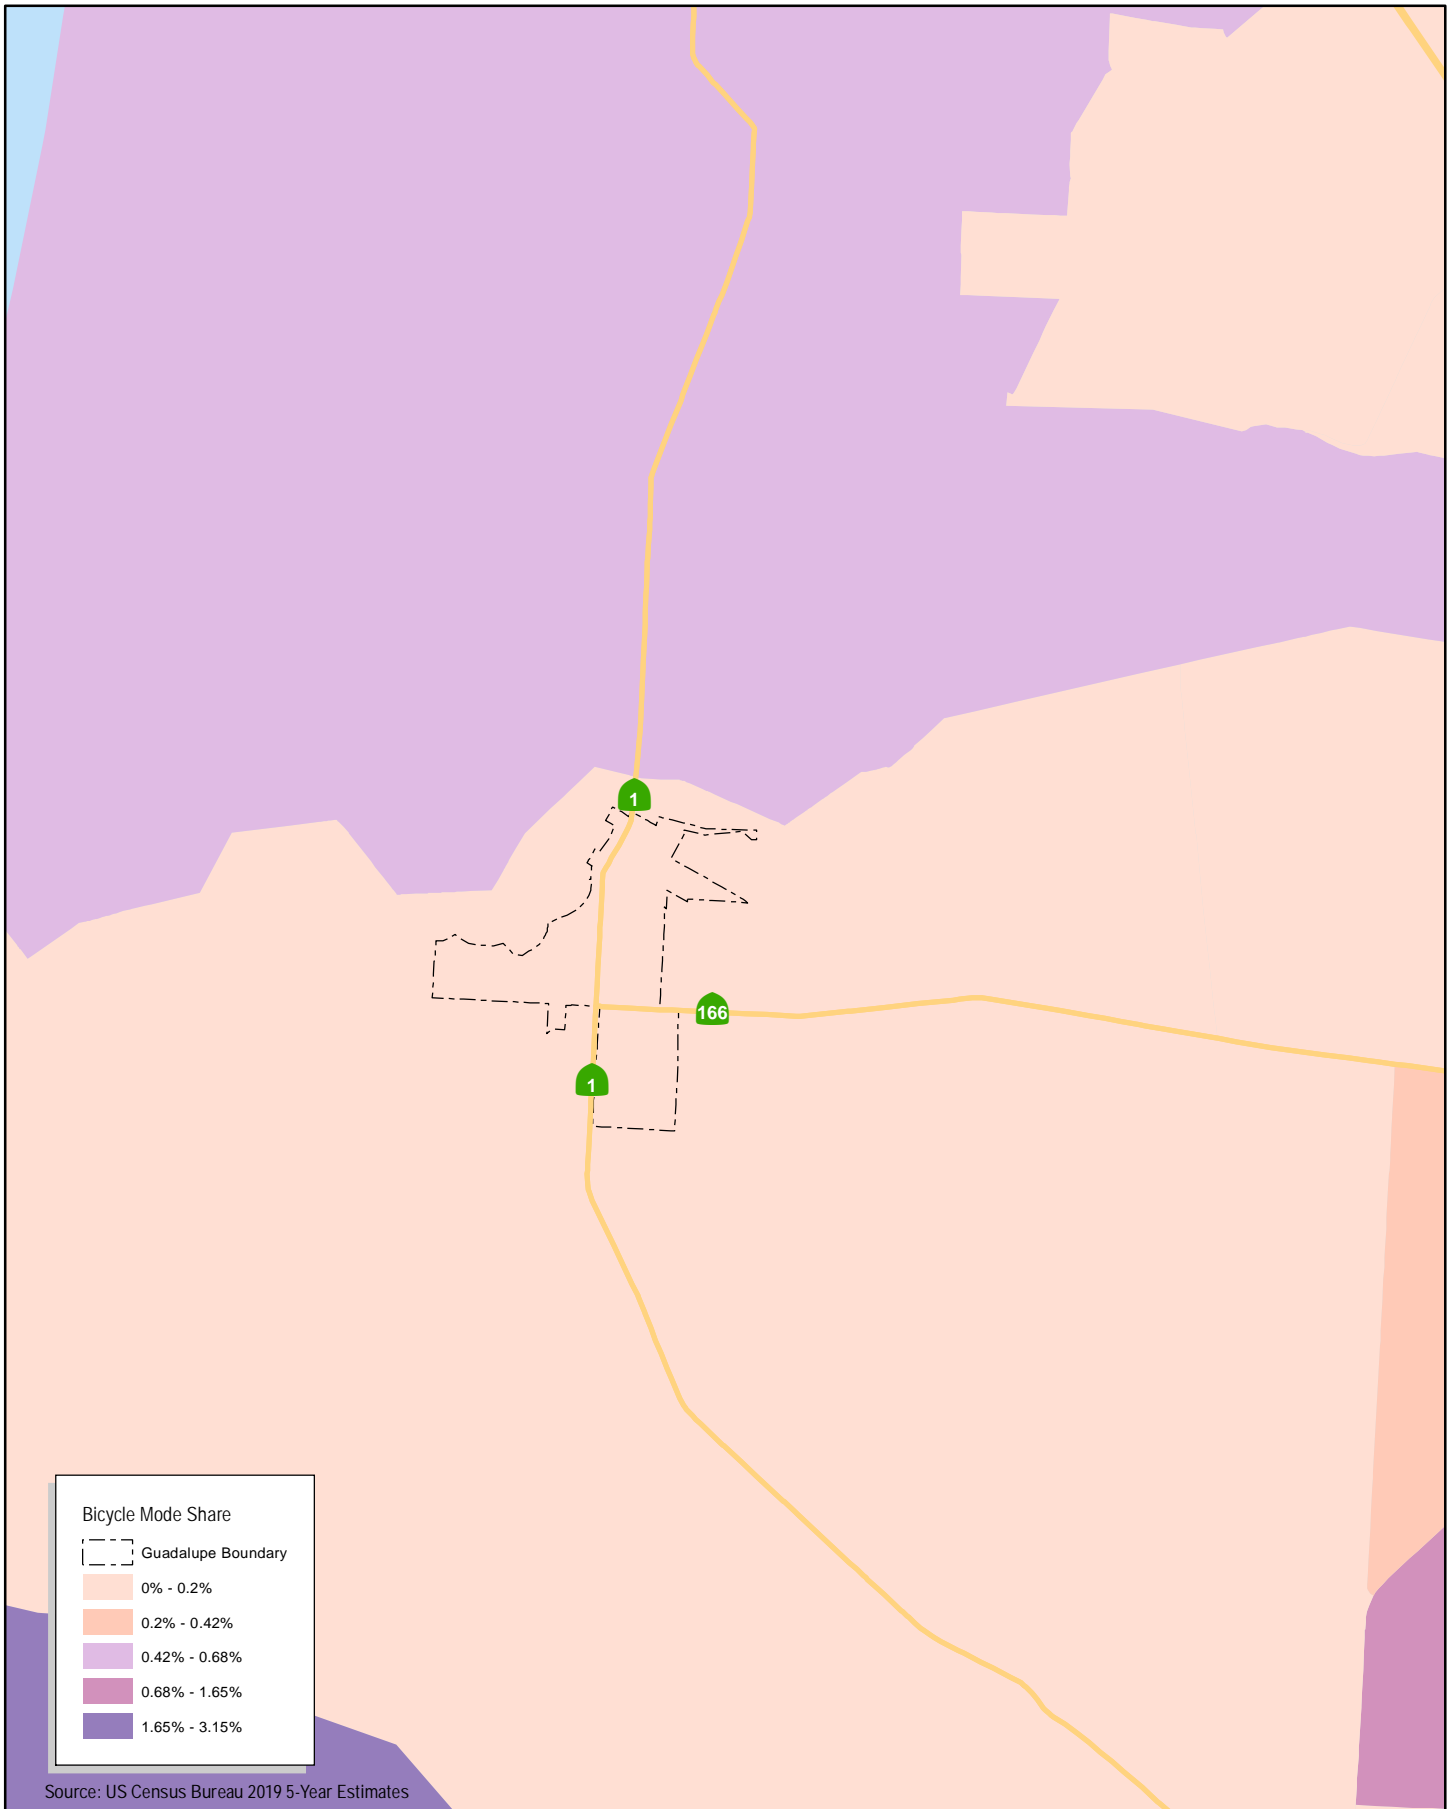 1
166
1
Bicycle Mode Share
Guadalupe Boundary
0% - 0.2%
0.2% - 0.42%
0.42% - 0.68%
0.68% - 1.65%
1.65% - 3.15%
Source: US Census Bureau 2019 5-Year Estimates